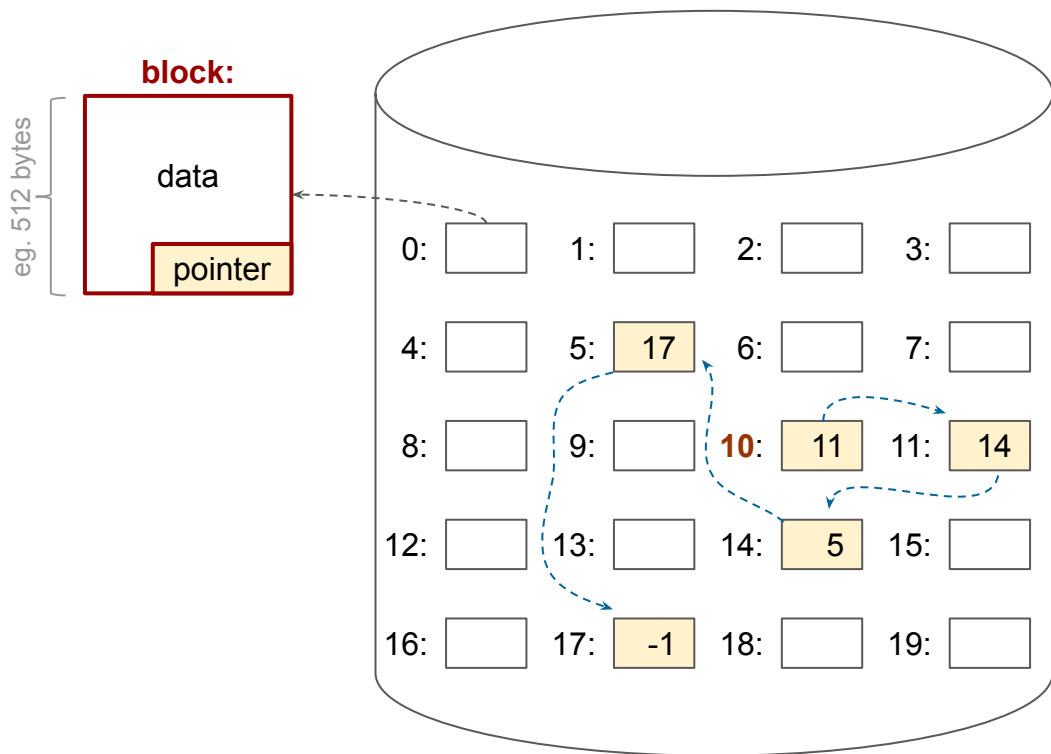 block:
eg. 512 bytes
data
pointer
0: 1: 2: 3:
4: 5: 17 6: 7:
8: 9: 10: 11 11: 14
12: 13: 14: 5 15:
16: 17: -1 18: 19: